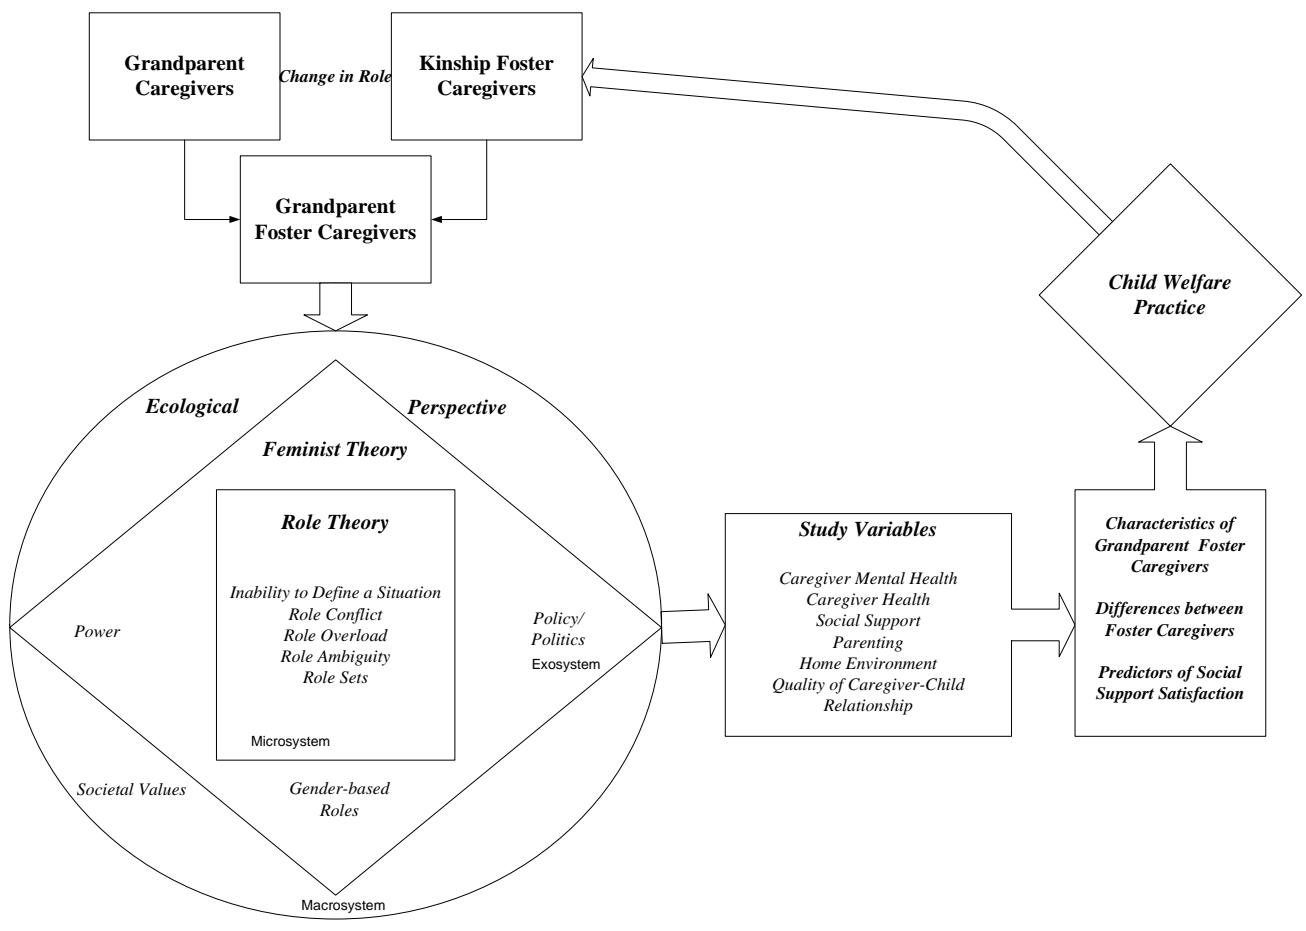 Grandparent
Caregivers
Change in Role
Kinship Foster
Caregivers
Grandparent
Foster Caregivers
Child Welfare
Practice
Ecological
Perspective
Feminist Theory
Role Theory
Inability to Define a Situation
Role Conflict
Role Overload
Role Ambiguity
Role Sets
Microsystem
Power
Policy/
Politics
Exosystem
Societal Values
Gender-based
Roles
Macrosystem
Study Variables
Caregiver Mental Health
Caregiver Health
Social Support
Parenting
Home Environment
Quality of Caregiver-Child
Relationship
Characteristics of
Grandparent Foster
Caregivers
Differences between
Foster Caregivers
Predictors of Social
Support Satisfaction